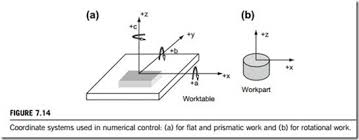 (a)
+z
+c
+y
+b
+x
+a
Worktable
(b)
+z
+x
Workpart
FIGURE 7.14
Coordinate systems used in numerical control: (a) for flat and prismatic work and (b) for rotational work.